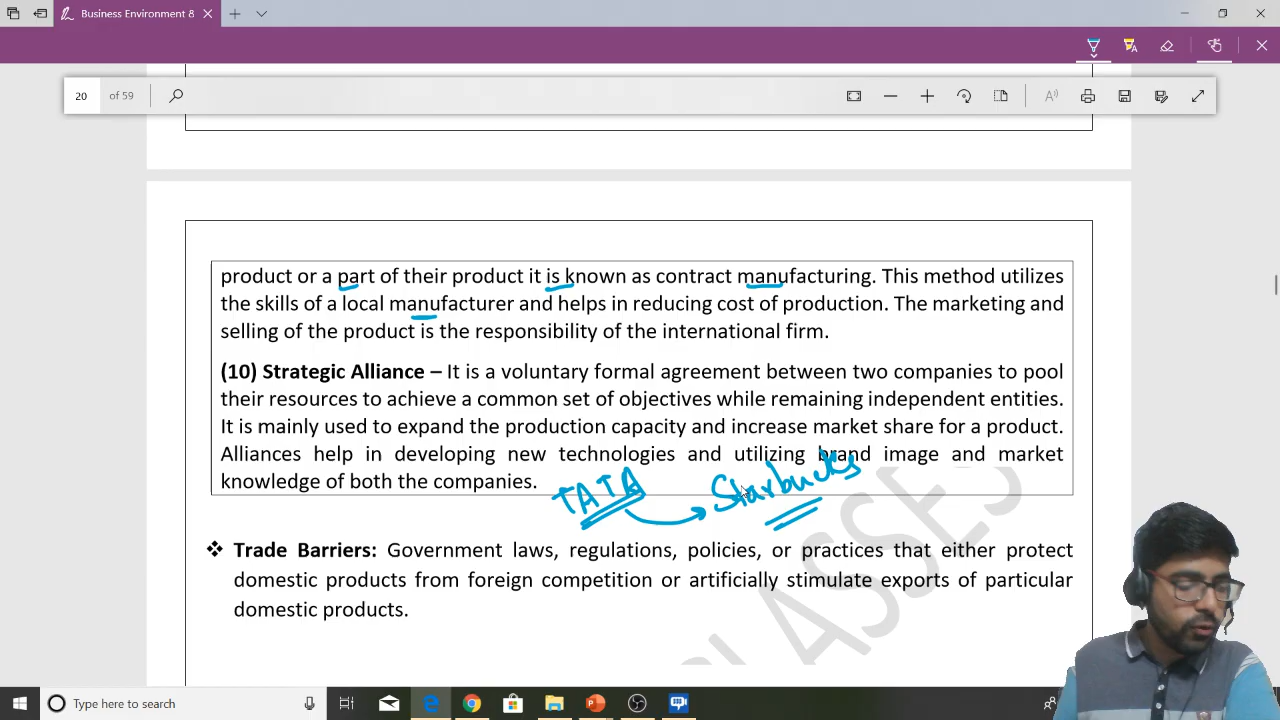 Business Environment 8
20 of 59
product or a part of their product it is known as contract manufacturing. This method utilizes
the skills of a local manufacturer and helps in reducing cost of production. The marketing and
selling of the product is the responsibility of the international firm.
(10) Strategic Alliance – It is a voluntary formal agreement between two companies to pool
their resources to achieve a common set of objectives while remaining independent entities.
It is mainly used to expand the production capacity and increase market share for a product.
Alliances help in developing new technologies and utilizing brand image and market
knowledge of both the companies.
TATA → Starbucks
❖ Trade Barriers: Government laws, regulations, policies, or practices that either protect
domestic products from foreign competition or artificially stimulate exports of particular
domestic products.
CLASSES
Type here to search